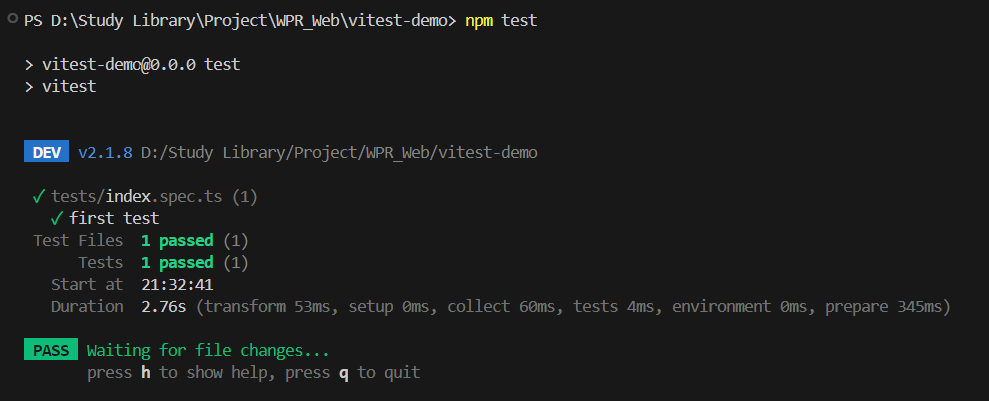 PS D:\Study Library\Project\WPR_Web\vitest-demo> npm test
> vitest-demo@0.0.0 test
> vitest
DEV v2.1.8 D:/Study Library/Project/WPR_Web/vitest-demo
✓ tests/index.spec.ts (1)
✓ first test
Test Files 1 passed (1)
Tests 1 passed (1)
Start at 21:32:41
Duration 2.76s (transform 53ms, setup 0ms, collect 60ms, tests 4ms, environment 0ms, prepare 345ms)
PASS Waiting for file changes...
press h to show help, press q to quit